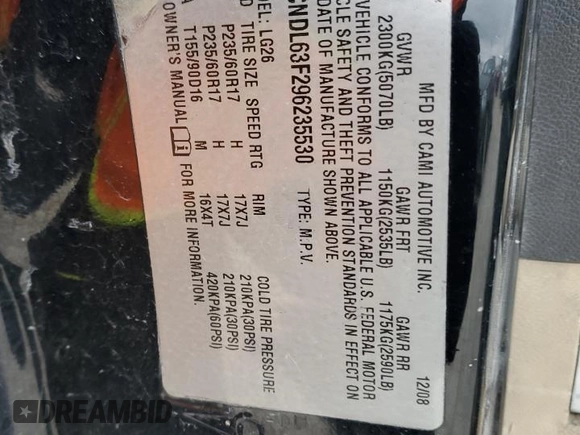 MFD BY CAMI AUTOMOTIVE INC. 12/08
GVWR GAWR FRT GAWR RR
2300KG(5070LB) 1150KG(2535LB) 1175KG(2590LB)
VEHICLE CONFORMS TO ALL APPLICABLE U.S. FEDERAL MOTOR
CLE SAFETY AND THEFT PREVENTION STANDARDS IN EFFECT ON
DATE OF MANUFACTURE SHOWN ABOVE.
CNDL63F296235530 TYPE: M.P.V.
DEL: LG26
TIRE SIZE SPEED RTG RIM COLD TIRE PRESSURE
P235/60R17 H 17X7J 210KPA(30PSI)
P235/60R17 H 17X7J 210KPA(30PSI)
T155/90D16 M 16X4T 420KPA(60PSI)
OWNER'S MANUAL FOR MORE INFORMATION.
DREAMBID